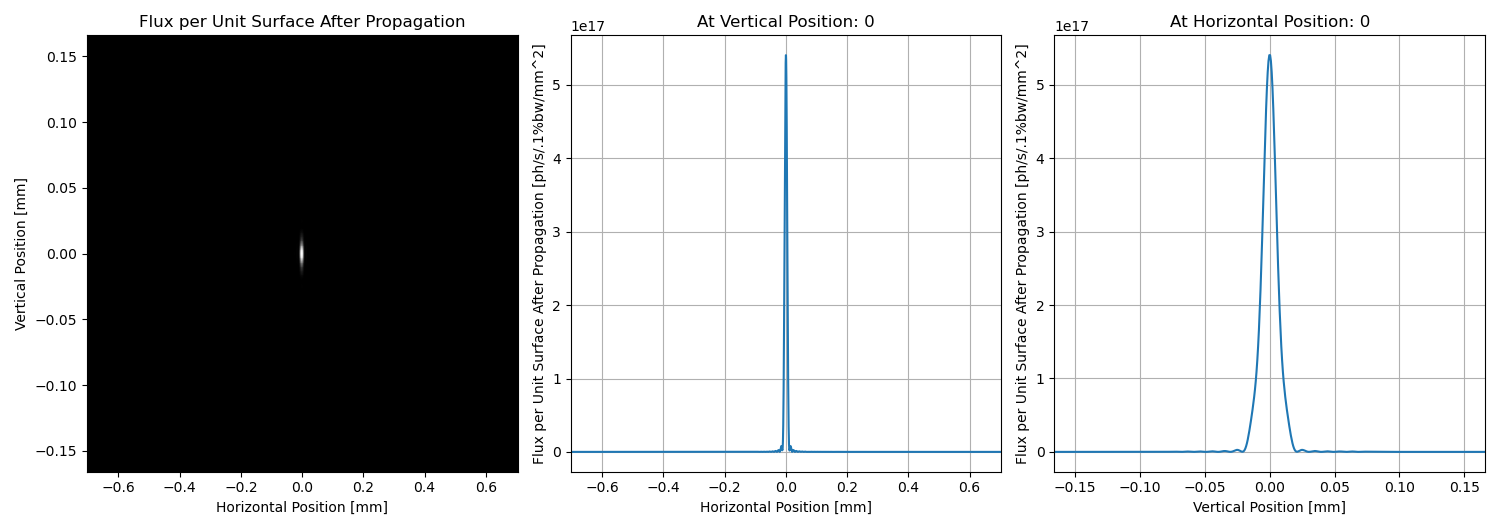 Flux per Unit Surface After Propagation
0.15
0.10
0.05
0.00
−0.05
−0.10
−0.15
Vertical Position [mm]
−0.6 −0.4 −0.2 0.0 0.2 0.4 0.6
Horizontal Position [mm]
At Vertical Position: 0
1e17
5
4
3
2
1
0
Flux per Unit Surface After Propagation [ph/s/.1%bw/mm^2]
−0.6 −0.4 −0.2 0.0 0.2 0.4 0.6
Horizontal Position [mm]
At Horizontal Position: 0
1e17
5
4
3
2
1
0
Flux per Unit Surface After Propagation [ph/s/.1%bw/mm^2]
−0.15 −0.10 −0.05 0.00 0.05 0.10 0.15
Vertical Position [mm]